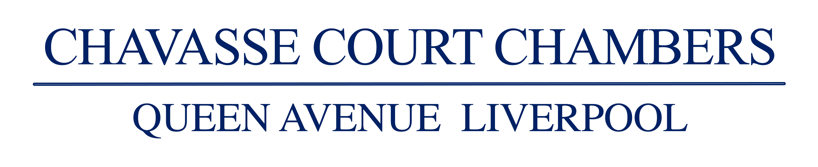 CHAVASSE COURT CHAMBERS
QUEEN AVENUE LIVERPOOL